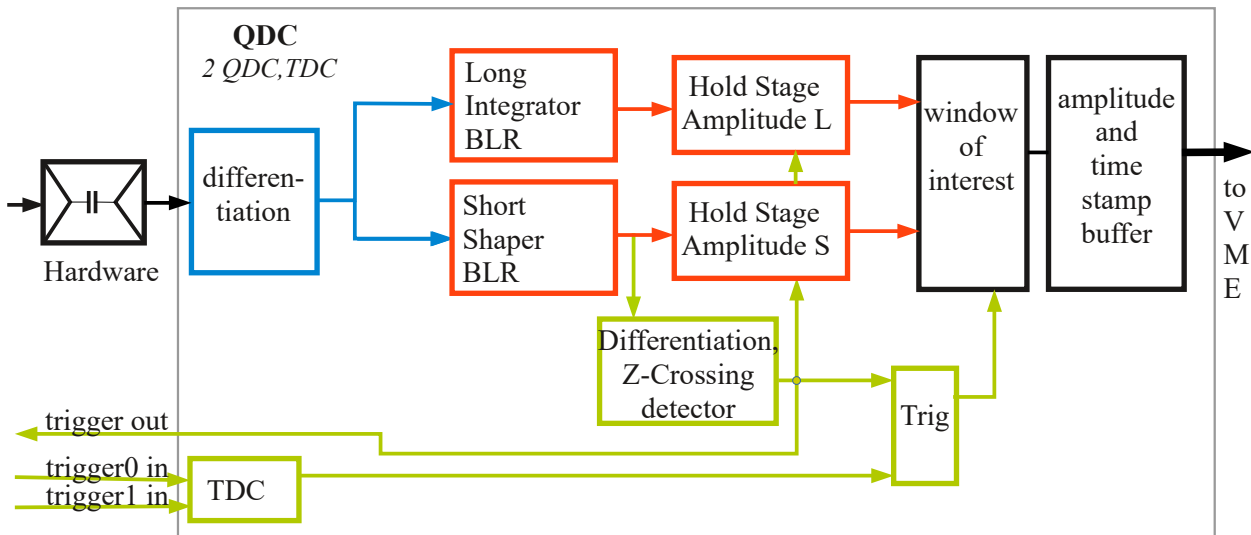 QDC
2 QDC,TDC
Hardware
differen-
tiation
Long
Integrator
BLR
Short
Shaper
BLR
Hold Stage
Amplitude L
Hold Stage
Amplitude S
Differentiation,
Z-Crossing
detector
window
of
interest
amplitude
and
time
stamp
buffer
to
V
M
E
Trig
trigger out
trigger0 in
trigger1 in
TDC